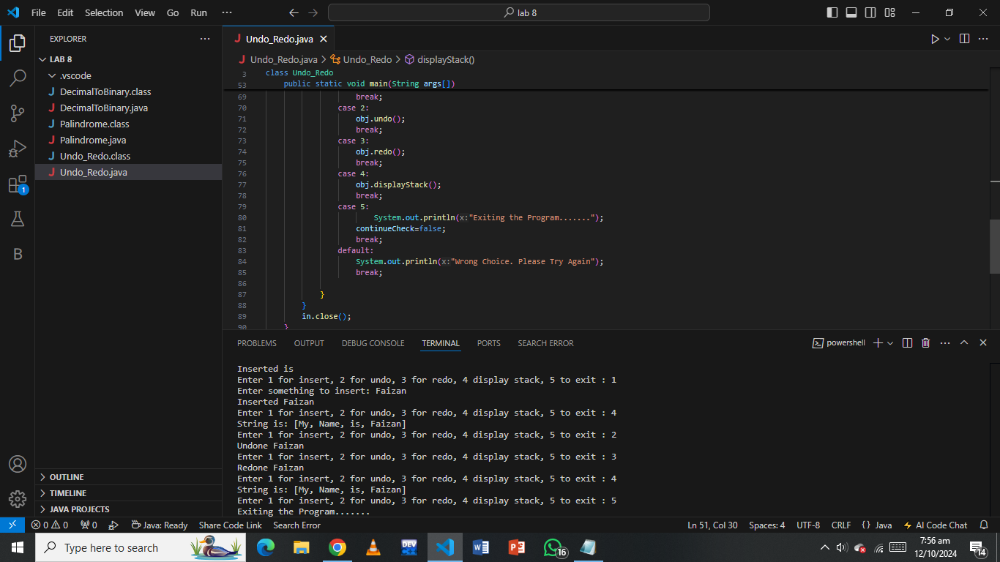 File Edit Selection View Go Run ··· lab 8
EXPLORER
LAB 8
.vscode
DecimalToBinary.class
DecimalToBinary.java
Palindrome.class
Palindrome.java
Undo_Redo.class
Undo_Redo.java
OUTLINE
TIMELINE
JAVA PROJECTS
1
B
Undo_Redo.java
Undo_Redo.java > Undo_Redo > displayStack()
3 class Undo_Redo
53 public static void main(String args[])
69 break;
70 case 2:
71 obj.undo();
72 break;
73 case 3:
74 obj.redo();
75 break;
76 case 4:
77 obj.displayStack();
78 break;
79 case 5:
80 System.out.println(x:"Exiting the Program.......");
81 continueCheck=false;
82 break;
83 default:
84 System.out.println(x:"Wrong Choice. Please Try Again");
85 break;
86
87 }
88 }
89 in.close();
90 }
PROBLEMS OUTPUT DEBUG CONSOLE TERMINAL PORTS SEARCH ERROR powershell
Inserted is
Enter 1 for insert, 2 for undo, 3 for redo, 4 display stack, 5 to exit : 1
Enter something to insert: Faizan
Inserted Faizan
Enter 1 for insert, 2 for undo, 3 for redo, 4 display stack, 5 to exit : 4
String is: [My, Name, is, Faizan]
Enter 1 for insert, 2 for undo, 3 for redo, 4 display stack, 5 to exit : 2
Undone Faizan
Enter 1 for insert, 2 for undo, 3 for redo, 4 display stack, 5 to exit : 3
Redone Faizan
Enter 1 for insert, 2 for undo, 3 for redo, 4 display stack, 5 to exit : 4
String is: [My, Name, is, Faizan]
Enter 1 for insert, 2 for undo, 3 for redo, 4 display stack, 5 to exit : 5
Exiting the Program.......
0 0 0 Java: Ready Share Code Link Search Error Ln 51, Col 30 Spaces: 4 UTF-8 CRLF {} Java AI Code Chat
Type here to search DEV 16 7:56 am
12/10/2024 14